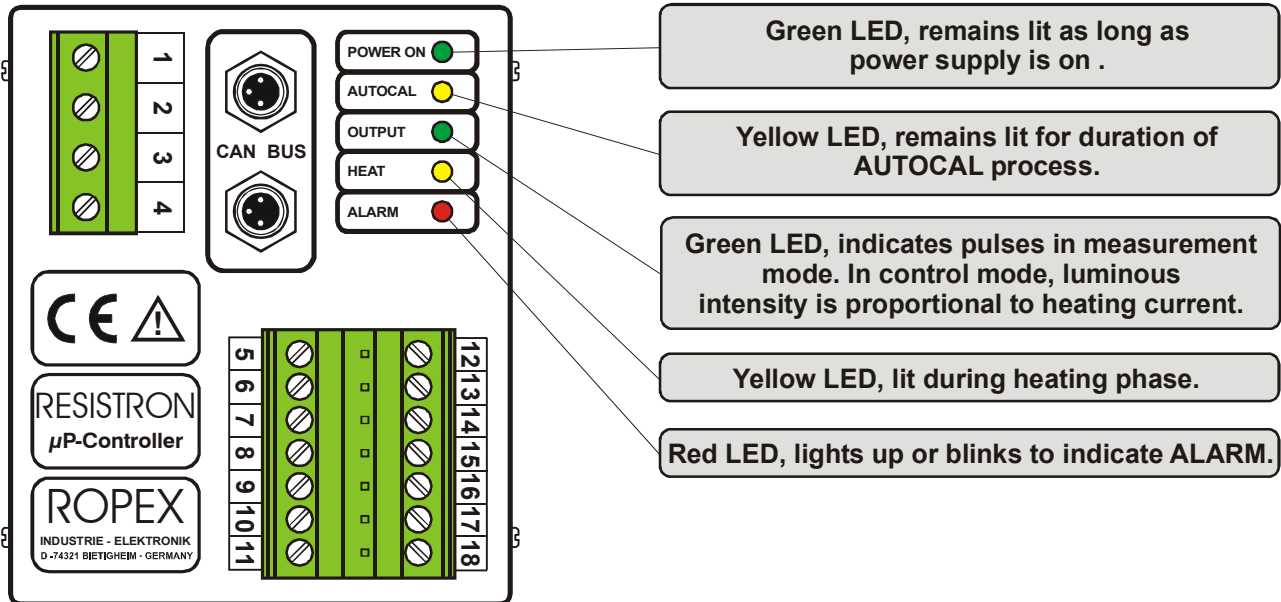 1
2
3
4
CAN BUS
POWER ON
AUTOCAL
OUTPUT
HEAT
ALARM
Green LED, remains lit as long as
power supply is on .
Yellow LED, remains lit for duration of
AUTOCAL process.
Green LED, indicates pulses in measurement
mode. In control mode, luminous
intensity is proportional to heating current.
Yellow LED, lit during heating phase.
Red LED, lights up or blinks to indicate ALARM.
CE
!
RESISTRON
µP-Controller
ROPEX
INDUSTRIE - ELEKTRONIK
D -74321 BIETIGHEIM - GERMANY
5
6
7
8
9
10
11
12
13
14
15
16
17
18